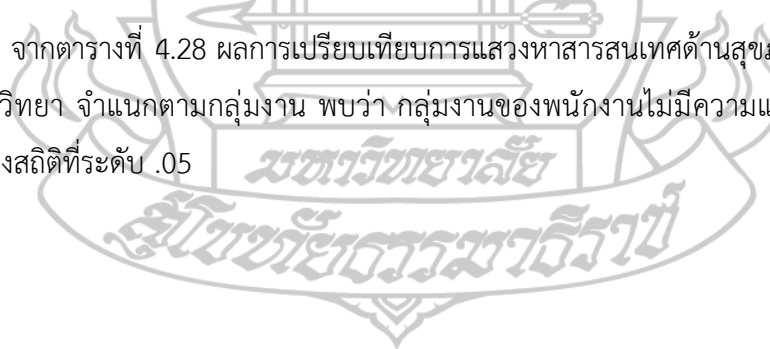 จากตารางที่ 4.28 ผลการเปรียบเทียบการแสวงหาสารสนเทศด้านสุขภ
วิทยา จำแนกตามกลุ่มงาน พบว่า กลุ่มงานของพนักงานไม่มีความแ
งสถิติที่ระดับ .05
มหาวิทยาลัย
สุโขทัยธรรมาธิราช